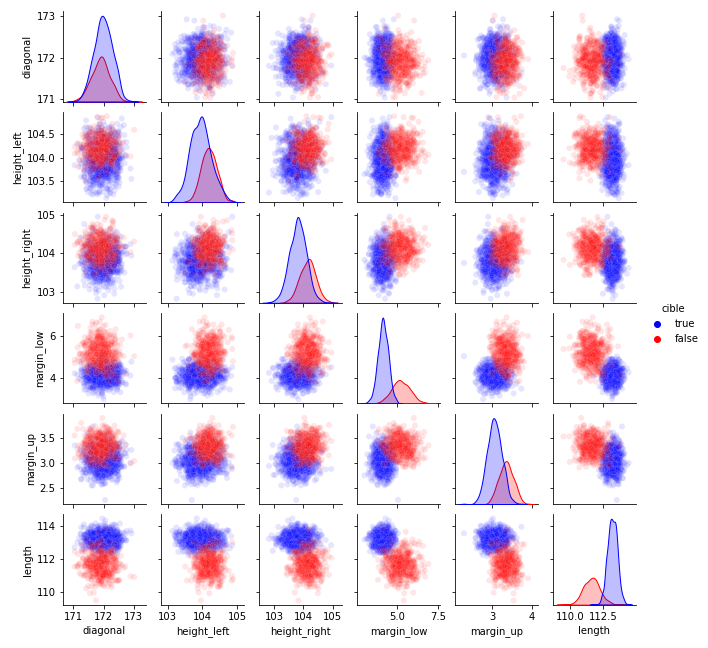 173
172
171
diagonal
104.5
104.0
103.5
height_left
105
104
103
height_right
6
4
margin_low
3.5
3.0
2.5
margin_up
114
112
110
length
171 172 173
diagonal
103 104 105
height_left
103 104 105
height_right
5.0 7.5
margin_low
3 4
margin_up
110.0 112.5
length
cible
true
false